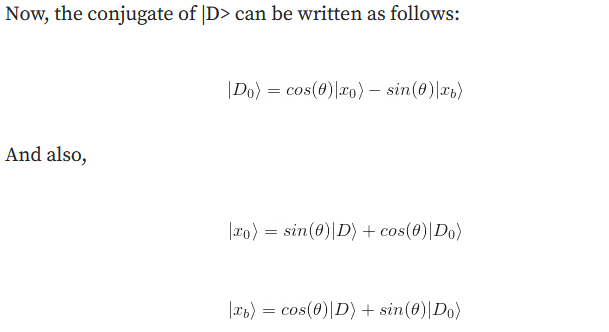 Now, the conjugate of |D> can be written as follows:
|D₀⟩ = cos(θ)|x₀⟩ − sin(θ)|x_b⟩
And also,
|x₀⟩ = sin(θ)|D⟩ + cos(θ)|D₀⟩
|x_b⟩ = cos(θ)|D⟩ + sin(θ)|D₀⟩